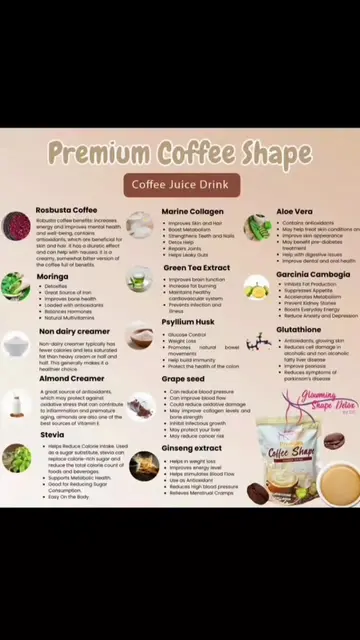 Premium Coffee Shape
Coffee Juice Drink
Rosbusta Coffee
Robusta coffee benefits: increases
energy and improves mental health
and well-being, contains
antioxidants, which are beneficial for
skin and hair. It has a diuretic effect
and can help with nausea; it is a
creamy, somewhat bitter version of
the coffee full of benefits.
Moringa
• Detoxifies
• Great Source of Iron
• Improves bone health
• Loaded with antioxidants
• Balances Hormones
• Natural Multivitamins
Non dairy creamer
Non-dairy creamer typically has
fewer calories and less saturated
fat than heavy cream or half and
half. This generally makes it a
healthier choice
Almond Creamer
A great source of antioxidants,
which may protect against
oxidative stress that can contribute
to inflammation and premature
aging, almonds are also one of the
best sources of Vitamin E
Stevia
• Helps Reduce Calorie Intake. Used
as a sugar substitute, stevia can
replace calorie-rich sugar and
reduce the total calorie count of
foods and beverages.
• Supports Metabolic Health.
• Good for Reducing Sugar
Consumption.
• Easy On the Body
Marine Collagen
• Improves Skin and Hair
• Boost Metabolism
• Strengthens Teeth and Nails
• Detox Help
• Repairs Joints
• Helps Leaky Guts
Green Tea Extract
• Improved brain function
• Increase fat burning
• Maintains healthy
cardiovascular system
• Prevents Infection and
Illness
Psyllium Husk
• Glucose Control
• Weight Loss
• Promotes natural bowel
movements
• Help build immunity
• Protect the health of the colon
Grape seed
• Can reduce blood pressure
• Can improve blood flow
• Could reduce oxidative damage
• May improve collagen levels and
bone strength
• Inhibit infectious growth
• May protect your liver
• May reduce cancer risk
Ginseng extract
• Helps in weight loss
• Improves energy level
• Helps stimulates Blood Flow
• Use as Antioxidant
• Reduces High blood pressure
• Relieves Menstrual Cramps
Aloe Vera
• Contains antioxidants
• May help treat skin conditions an
• Improve skin appearance
• May benefit pre-diabetes
treatment
• Help with digestive issues
• Improve dental and oral health
Garcinia Cambogia
• Inhibits Fat Production
• Suppresses Appetite
• Accelerates Metabolism
• Prevent Kidney Stones
• Boosts Everyday Energy
• Reduce Anxiety and Depression
Glutathione
• Antioxidants, glowing skin
• Reduces cell damage in
alcoholic and non alcoholic
fatty liver disease
• Improve psoriasis
• Reduces symptoms of
parkinson's disease
Glowming
Shape Detox
Coffee Shape